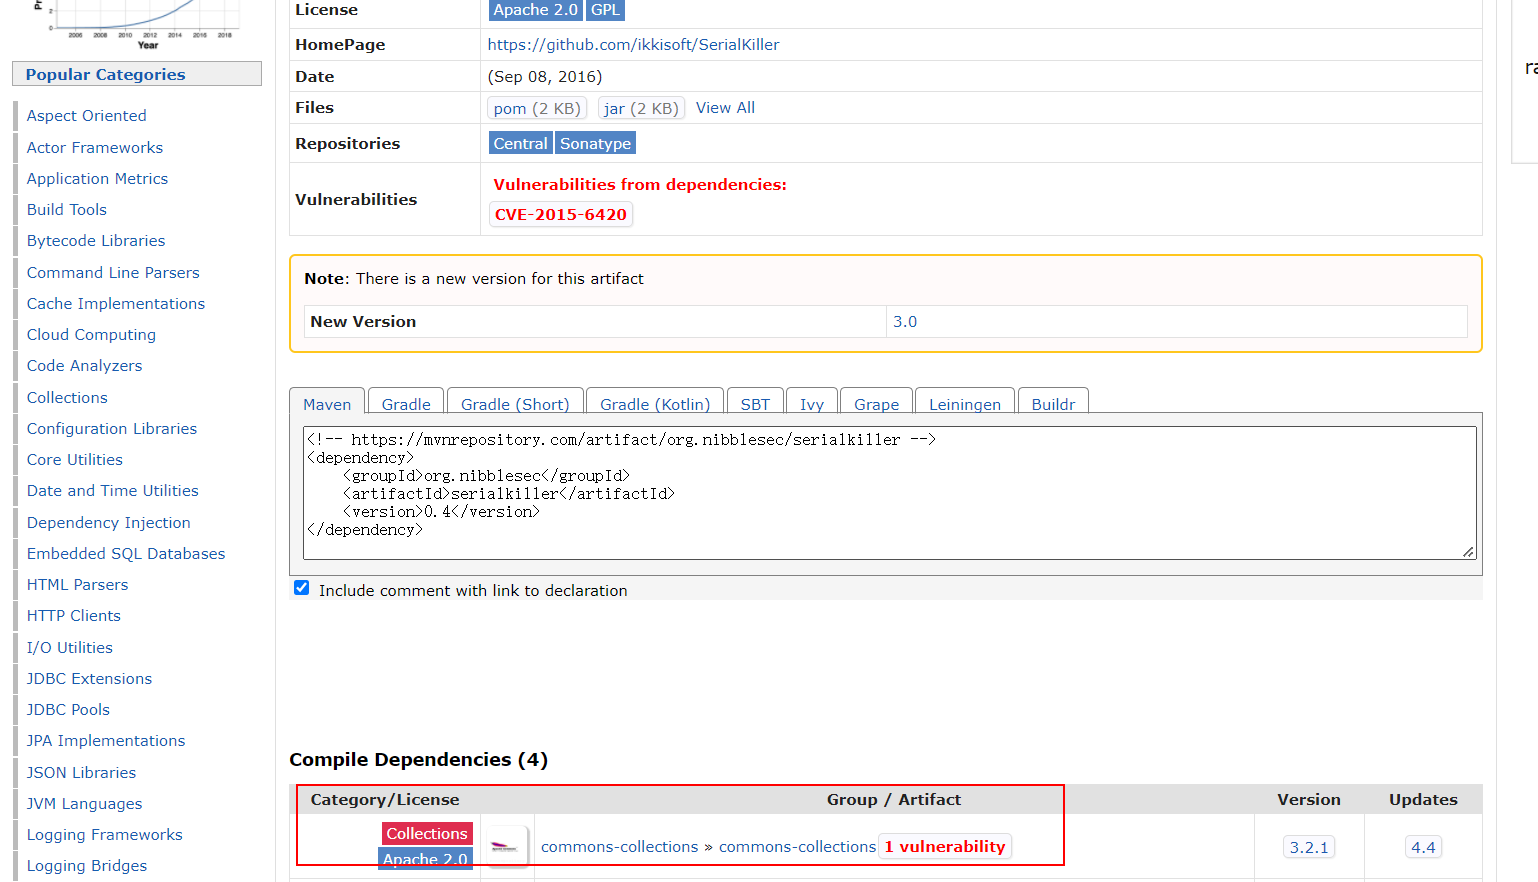 License Apache 2.0 GPL
HomePage https://github.com/ikkisoft/SerialKiller
Date (Sep 08, 2016)
Files pom (2 KB) jar (2 KB) View All
Repositories Central Sonatype
Vulnerabilities Vulnerabilities from dependencies:
CVE-2015-6420
Note: There is a new version for this artifact
New Version 3.0
Maven Gradle Gradle (Short) Gradle (Kotlin) SBT Ivy Grape Leiningen Buildr
<!-- https://mvnrepository.com/artifact/org.nibblesec/serialkiller -->
<dependency>
    <groupId>org.nibblesec</groupId>
    <artifactId>serialkiller</artifactId>
    <version>0.4</version>
</dependency>
Include comment with link to declaration
Compile Dependencies (4)
Category/License Group / Artifact Version Updates
Collections
Apache 2.0
commons-collections » commons-collections 1 vulnerability 3.2.1 4.4
2
0
2006 2008 2010 2012 2014 2016 2018
Year
Popular Categories
Aspect Oriented
Actor Frameworks
Application Metrics
Build Tools
Bytecode Libraries
Command Line Parsers
Cache Implementations
Cloud Computing
Code Analyzers
Collections
Configuration Libraries
Core Utilities
Date and Time Utilities
Dependency Injection
Embedded SQL Databases
HTML Parsers
HTTP Clients
I/O Utilities
JDBC Extensions
JDBC Pools
JPA Implementations
JSON Libraries
JVM Languages
Logging Frameworks
Logging Bridges